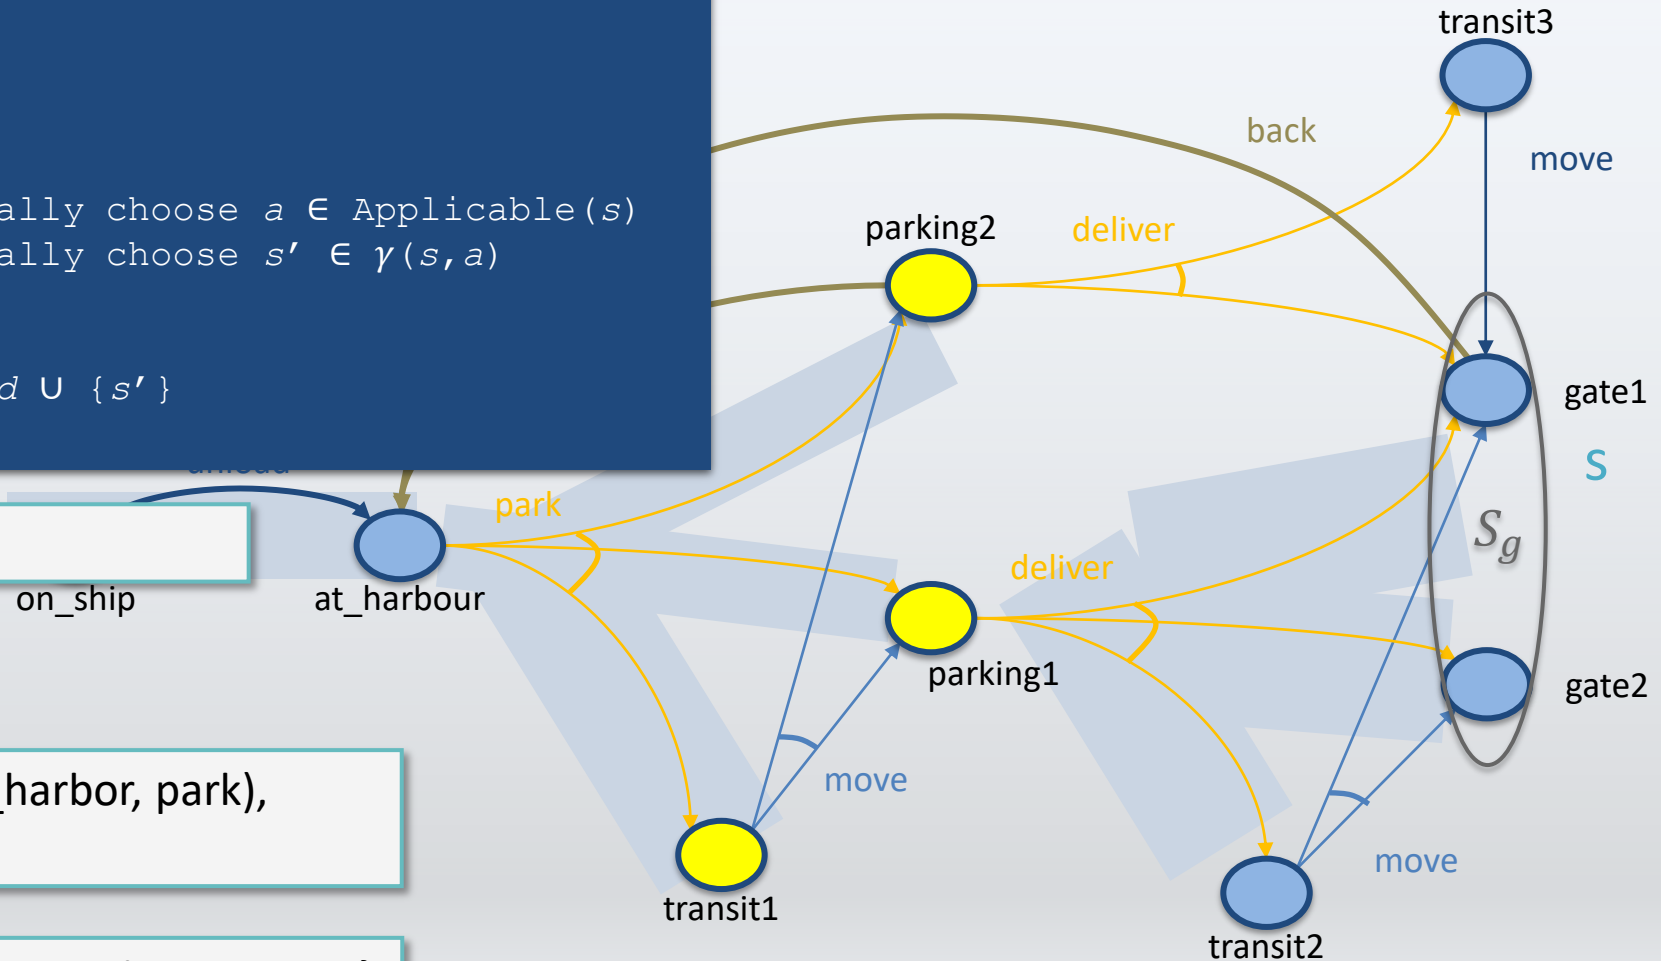 transit3
back
move
ally choose a ∈ Applicable(s)
ally choose s′ ∈ γ(s,a)
parking2
deliver
d ∪ {s′}
gate1
s
park
S_g
deliver
on_ship
at_harbour
parking1
gate2
_harbor, park),
move
move
transit1
transit2